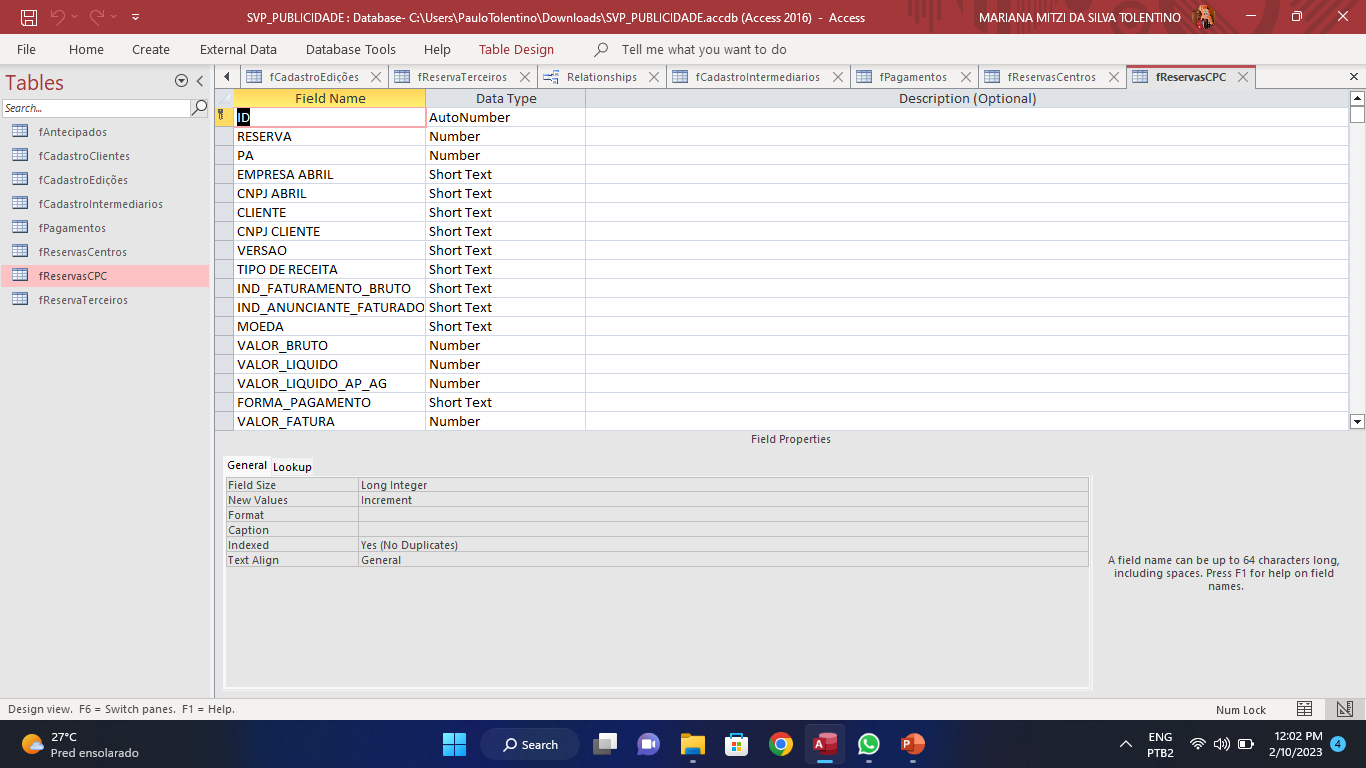 SVP_PUBLICIDADE : Database- C:\Users\PauloTolentino\Downloads\SVP_PUBLICIDADE.accdb (Access 2016) - Access
MARIANA MITZI DA SILVA TOLENTINO
File Home Create External Data Database Tools Help Table Design Tell me what you want to do
Tables
Search...
fAntecipados
fCadastroClientes
fCadastroEdições
fCadastroIntermediarios
fPagamentos
fReservasCentros
fReservasCPC
fReservaTerceiros
fCadastroEdições fReservaTerceiros Relationships fCadastroIntermediarios fPagamentos fReservasCentros fReservasCPC
Field Name Data Type Description (Optional)
ID AutoNumber
RESERVA Number
PA Number
EMPRESA ABRIL Short Text
CNPJ ABRIL Short Text
CLIENTE Short Text
CNPJ CLIENTE Short Text
VERSAO Short Text
TIPO DE RECEITA Short Text
IND_FATURAMENTO_BRUTO Short Text
IND_ANUNCIANTE_FATURADO Short Text
MOEDA Short Text
VALOR_BRUTO Number
VALOR_LIQUIDO Number
VALOR_LIQUIDO_AP_AG Number
FORMA_PAGAMENTO Short Text
VALOR_FATURA Number
Field Properties
General Lookup
Field Size Long Integer
New Values Increment
Format
Caption
Indexed Yes (No Duplicates)
Text Align General
A field name can be up to 64 characters long,
including spaces. Press F1 for help on field
names.
Design view. F6 = Switch panes. F1 = Help.
Num Lock
27°C
Pred ensolarado
Search
ENG
PTB2
12:02 PM
2/10/2023
4